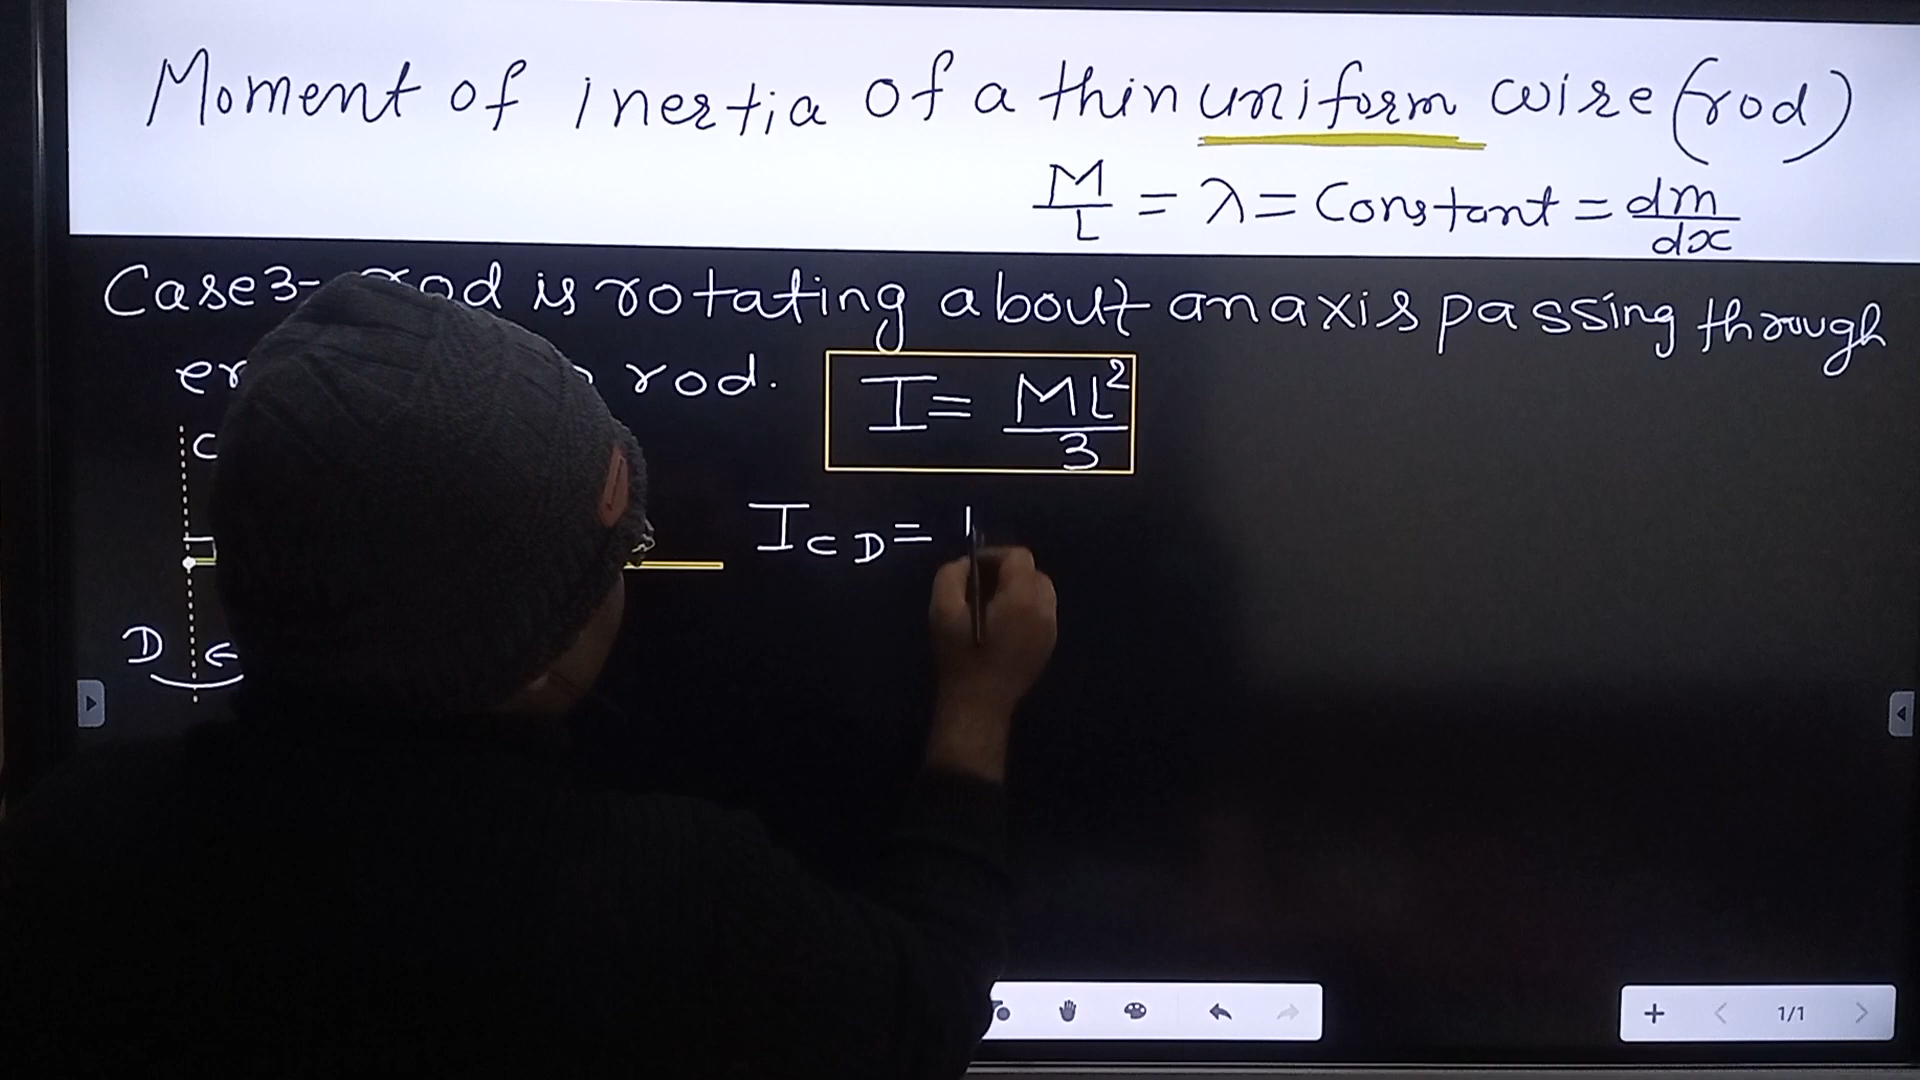 Moment of inertia of a thin uniform wire (rod)
M/L = λ = Constant = dm/dx
Case 3- rod is rotating about an axis passing through
rod.
I = ML²/3
C
I_CD =
D
1/1